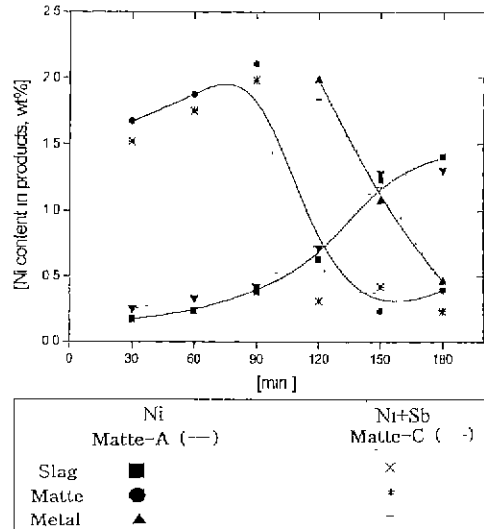 [Ni content in products, wt%]
2.5
2.0
1.5
1.0
0.5
0.0
0 30 60 90 120 150 180
[min.]
Ni Ni+Sb
Matte-A (—) Matte-C ( -)
Slag
Matte
Metal